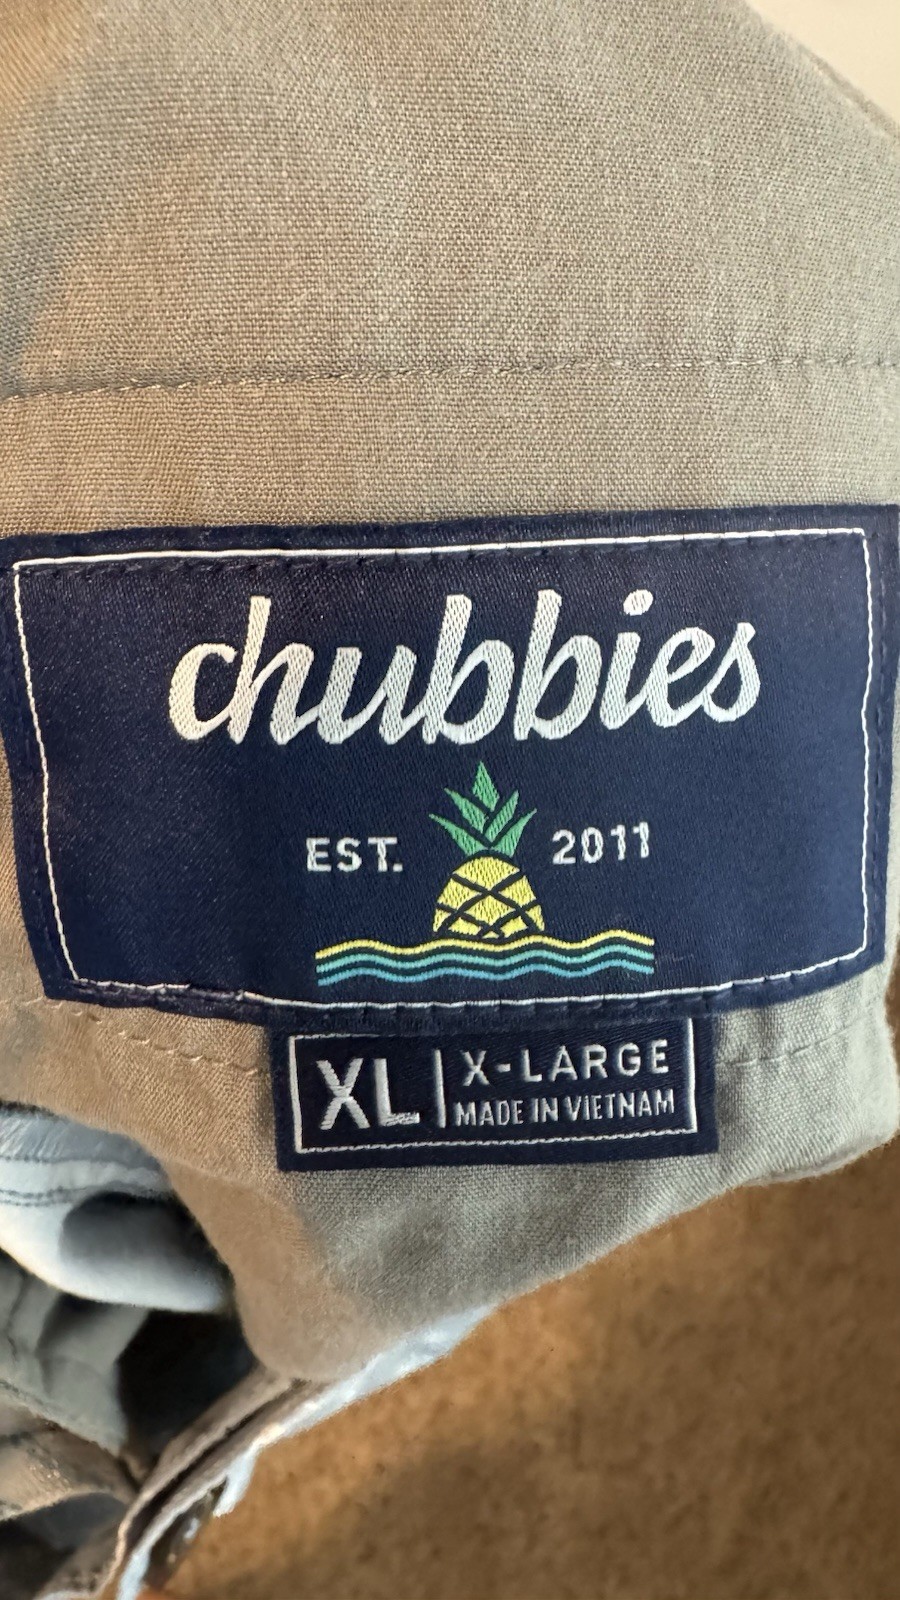 chubbies
EST. 2011
XL X-LARGE
MADE IN VIETNAM